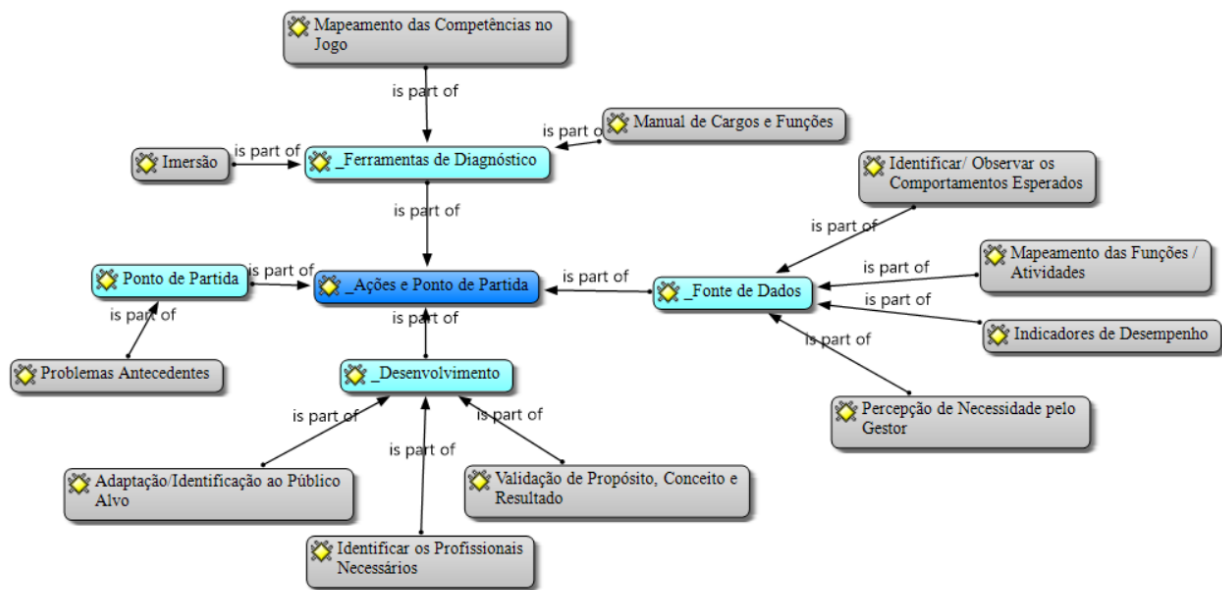 Mapeamento das Competências no
Jogo
is part of
Manual de Cargos e Funções
is part o
Imersão
is part of
_Ferramentas de Diagnóstico
is part of
Identificar/ Observar os
Comportamentos Esperados
is part of
Mapeamento das Funções /
Atividades
is part of
Ponto de Partida
is part of
_Ações e Ponto de Partida
is part of
_Fonte de Dados
is part of
Indicadores de Desempenho
is part of
is part of
is part of
Problemas Antecedentes
_Desenvolvimento
Percepção de Necessidade pelo
Gestor
is part of
is part of
is part of
Adaptação/Identificação ao Público
Alvo
Validação de Propósito, Conceito e
Resultado
Identificar os Profissionais
Necessários